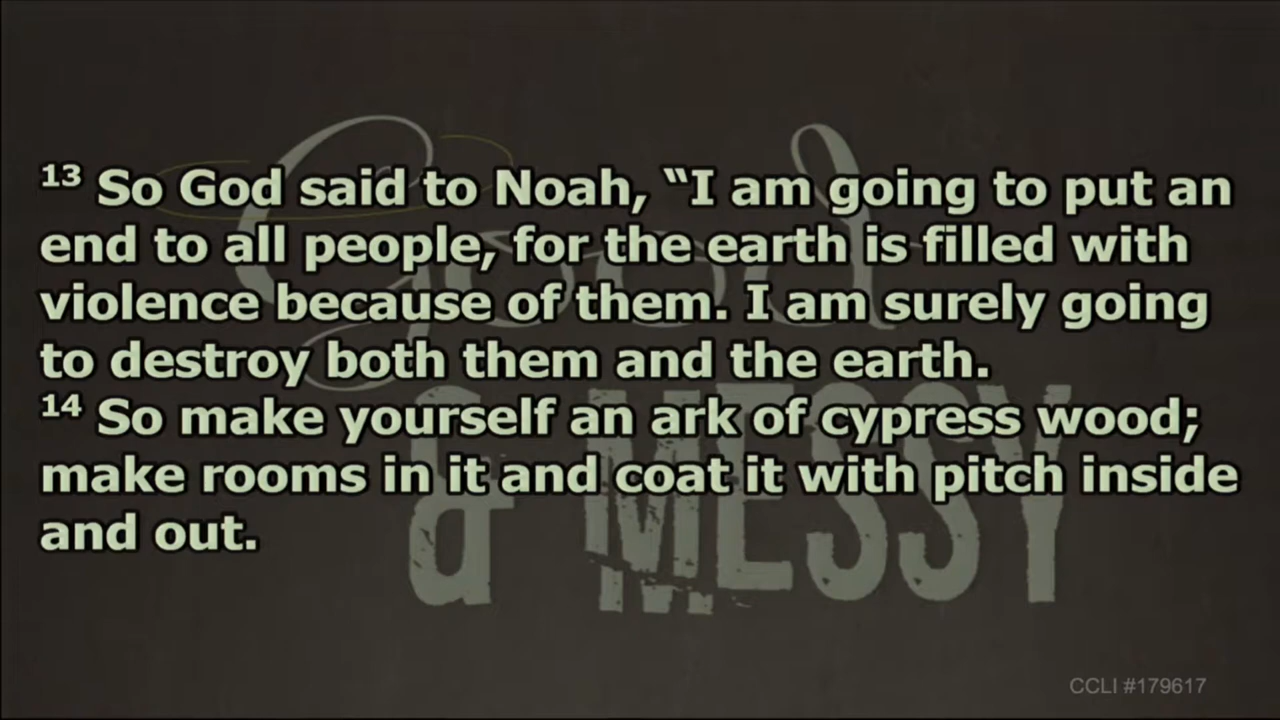 13 So God said to Noah, “I am going to put an
end to all people, for the earth is filled with
violence because of them. I am surely going
to destroy both them and the earth.
14 So make yourself an ark of cypress wood;
make rooms in it and coat it with pitch inside
and out.
Good
& MESSY
CCLI #179617